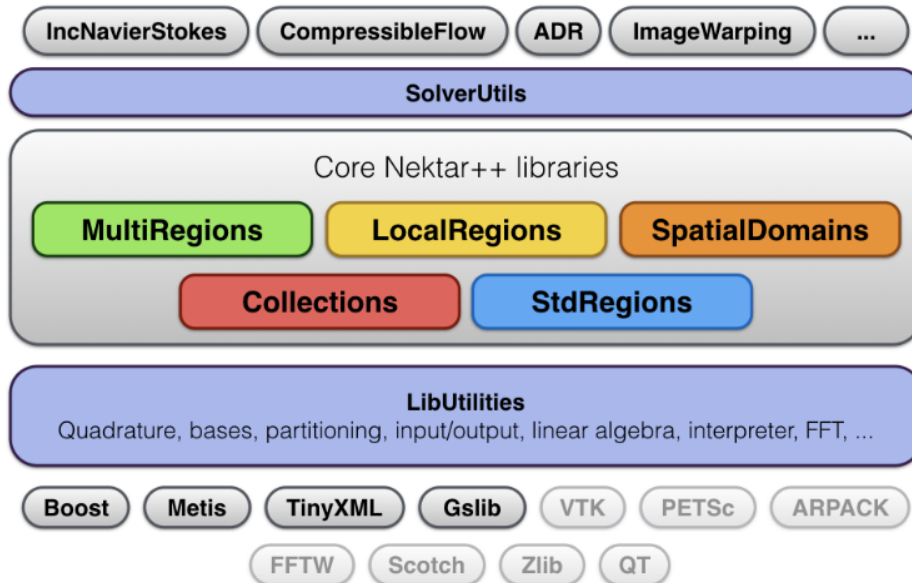 IncNavierStokes CompressibleFlow ADR ImageWarping ...
SolverUtils
Core Nektar++ libraries
MultiRegions LocalRegions SpatialDomains
Collections StdRegions
LibUtilities
Quadrature, bases, partitioning, input/output, linear algebra, interpreter, FFT, ...
Boost Metis TinyXML Gslib VTK PETSc ARPACK
FFTW Scotch Zlib QT